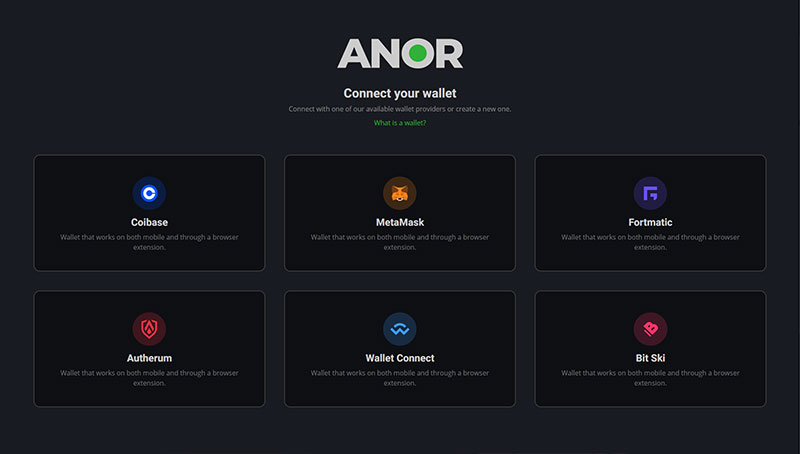 ANOR
Connect your wallet
Connect with one of our available wallet providers or create a new one.
What is a wallet?
Coibase
Wallet that works on both mobile and through a browser
extension.
MetaMask
Wallet that works on both mobile and through a browser
extension.
Fortmatic
Wallet that works on both mobile and through a browser
extension.
Autherum
Wallet that works on both mobile and through a browser
extension.
Wallet Connect
Wallet that works on both mobile and through a browser
extension.
Bit Ski
Wallet that works on both mobile and through a browser
extension.